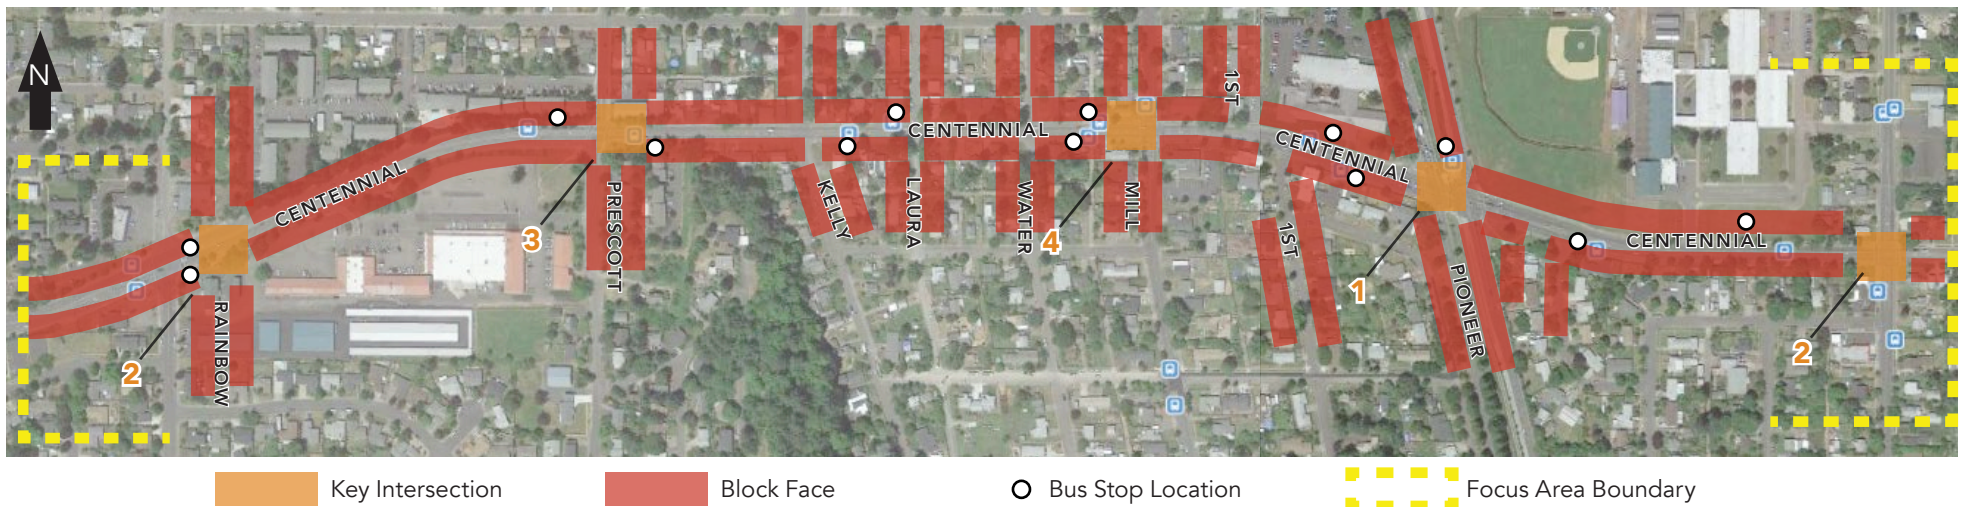 N
1ST
CENTENNIAL
CENTENNIAL
CENTENNIAL
PRESCOTT
KELLY
LAURA
WATER
MILL
3
4
1ST
CENTENNIAL
1
PIONEER
2
RAINBOW
2
Key Intersection
Block Face
Bus Stop Location
Focus Area Boundary